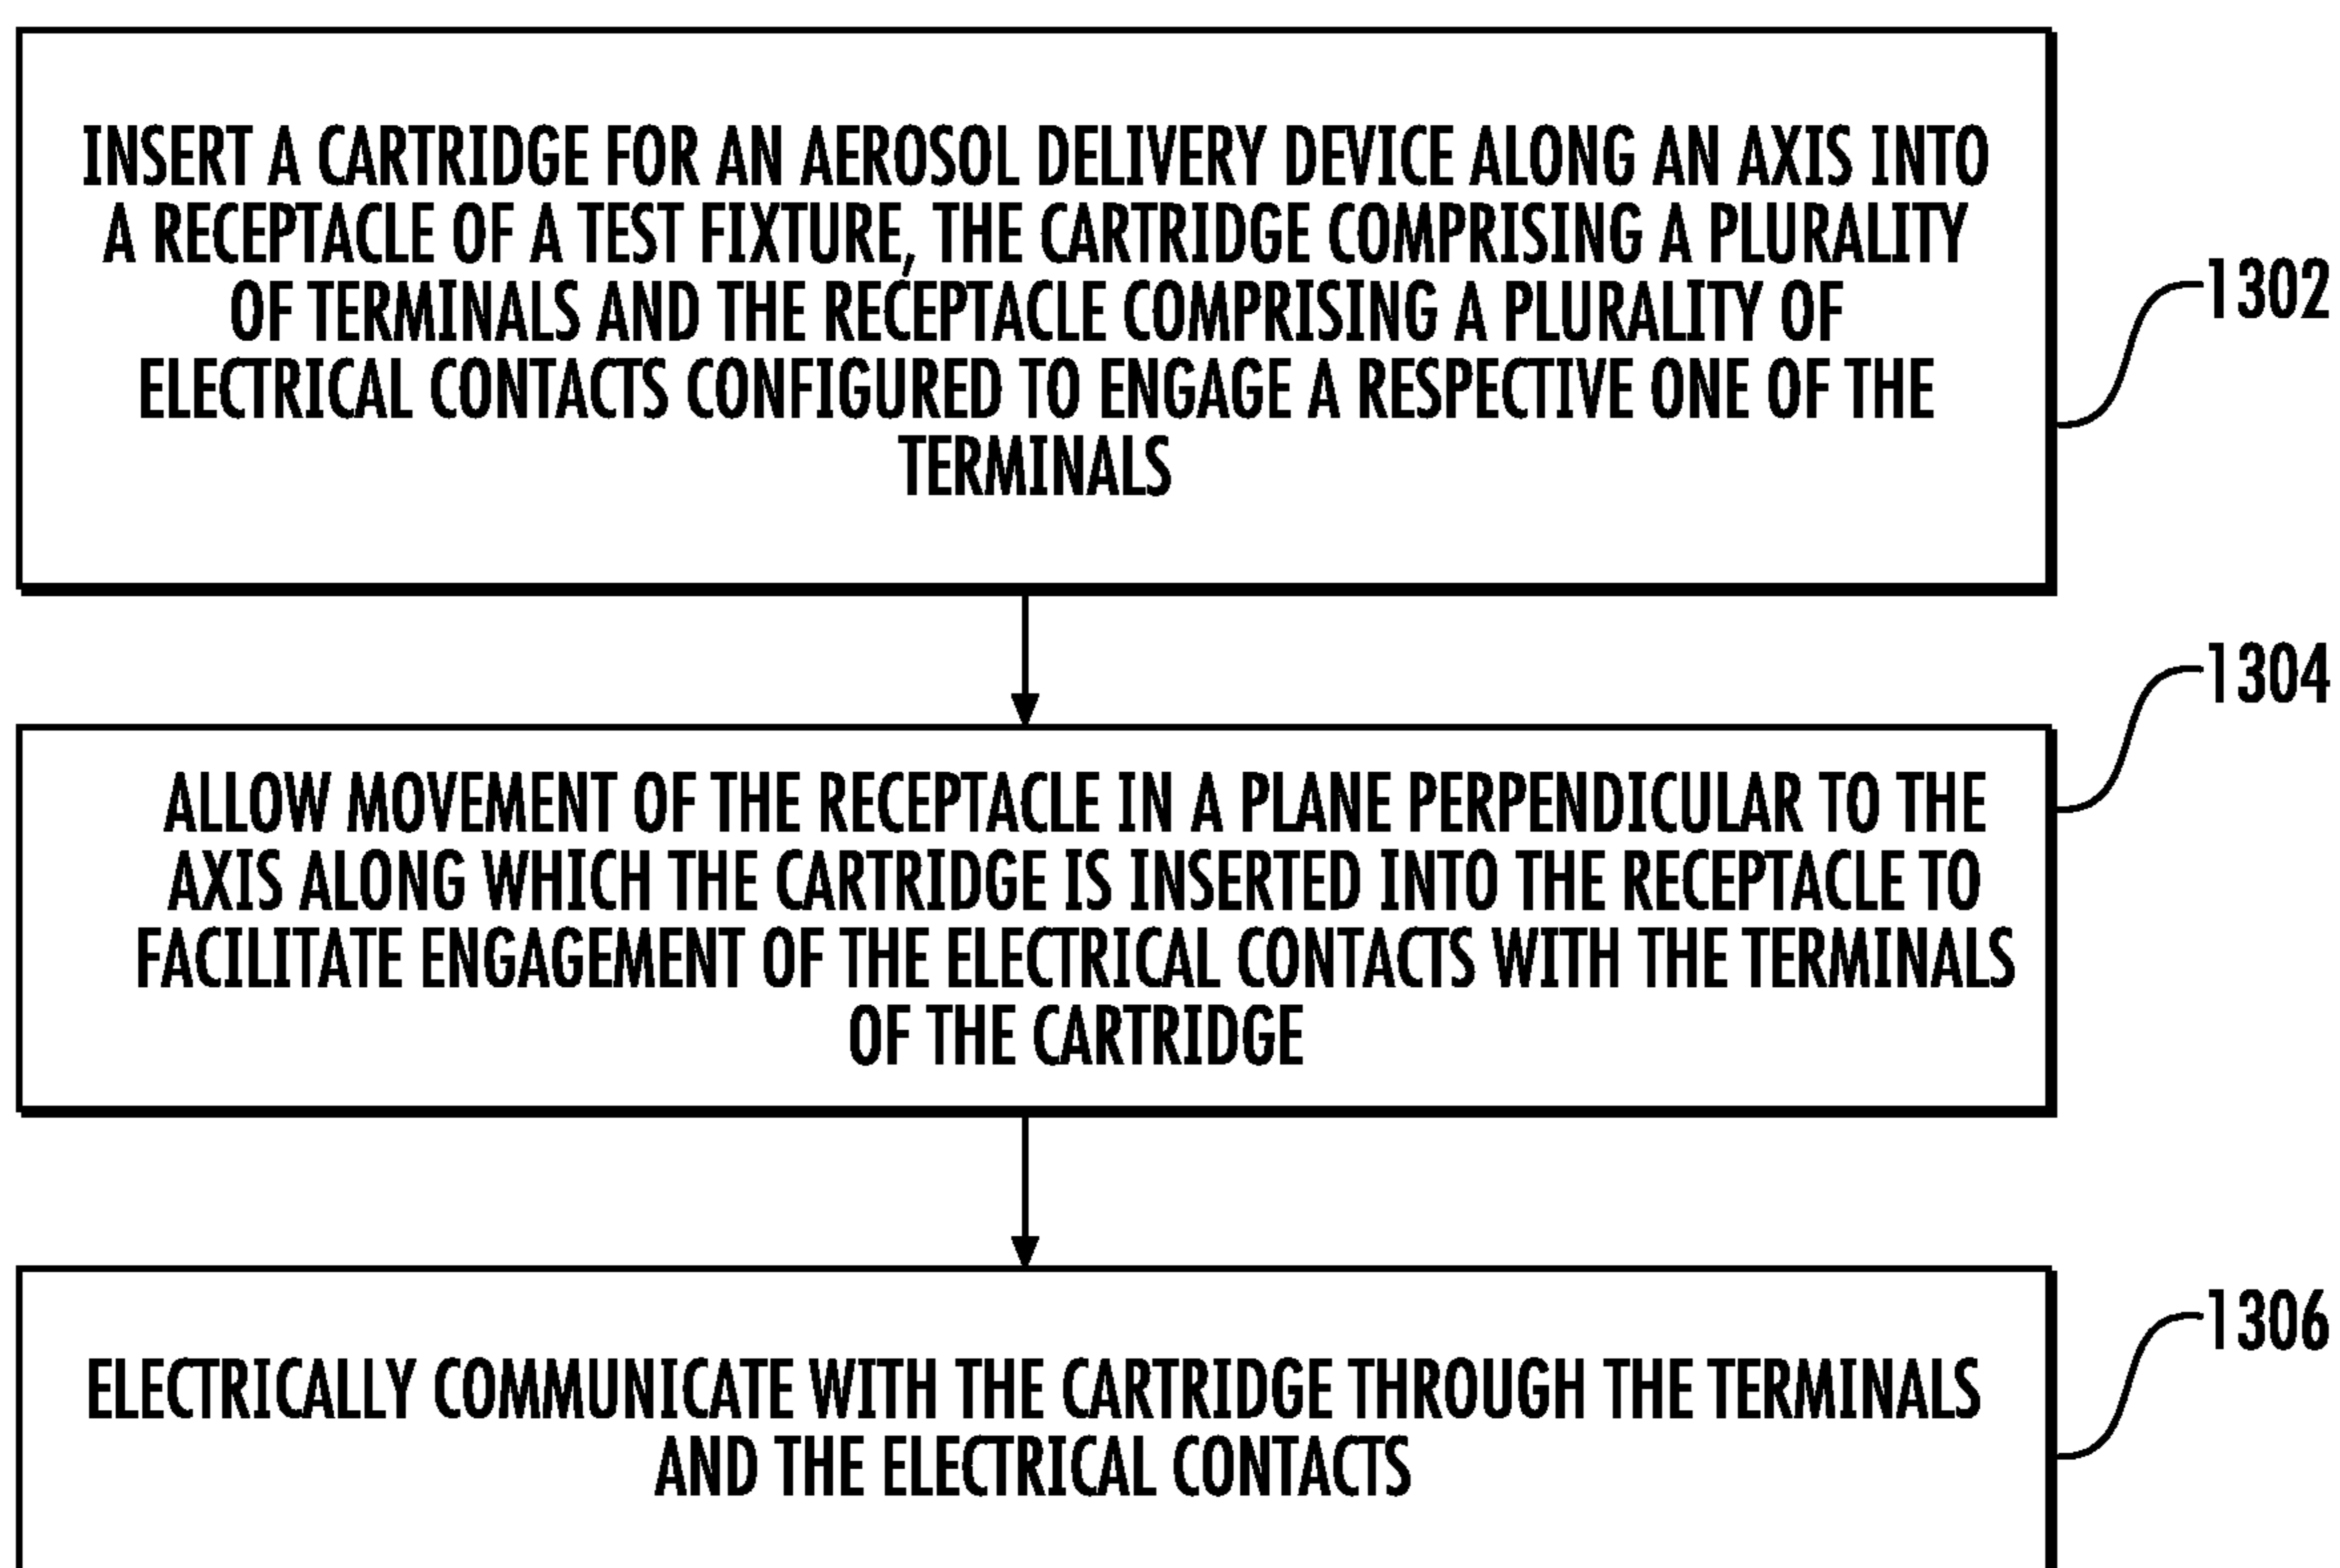 INSERT A CARTRIDGE FOR AN AEROSOL DELIVERY DEVICE ALONG AN AXIS INTO
A RECEPTACLE OF A TEST FIXTURE, THE CARTRIDGE COMPRISING A PLURALITY
OF TERMINALS AND THE RECEPTACLE COMPRISING A PLURALITY OF
ELECTRICAL CONTACTS CONFIGURED TO ENGAGE A RESPECTIVE ONE OF THE
TERMINALS
1302
1304
ALLOW MOVEMENT OF THE RECEPTACLE IN A PLANE PERPENDICULAR TO THE
AXIS ALONG WHICH THE CARTRIDGE IS INSERTED INTO THE RECEPTACLE TO
FACILITATE ENGAGEMENT OF THE ELECTRICAL CONTACTS WITH THE TERMINALS
OF THE CARTRIDGE
1306
ELECTRICALLY COMMUNICATE WITH THE CARTRIDGE THROUGH THE TERMINALS
AND THE ELECTRICAL CONTACTS